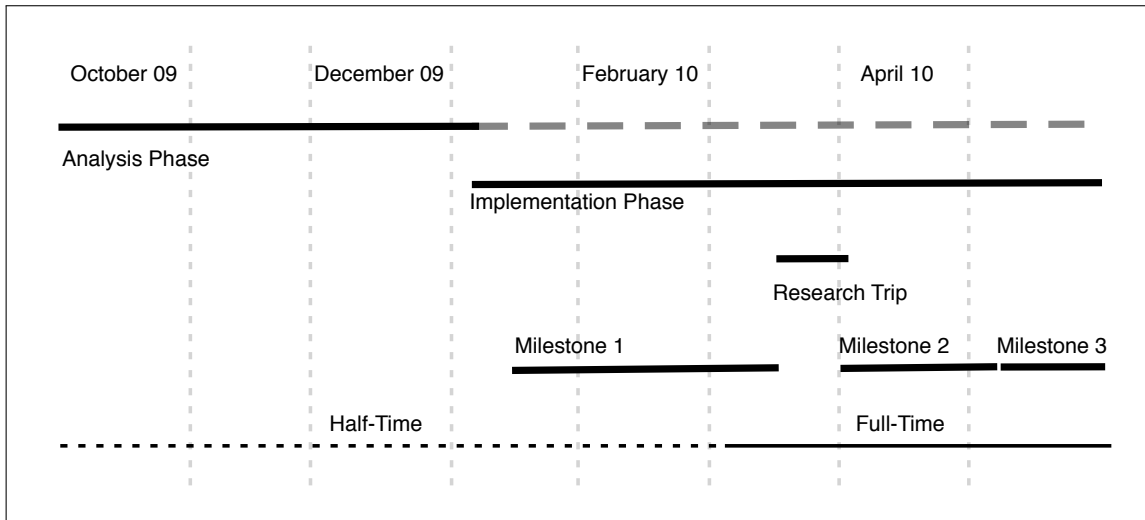 October 09
December 09
February 10
April 10
Analysis Phase
Implementation Phase
Research Trip
Milestone 1
Milestone 2
Milestone 3
Half-Time
Full-Time